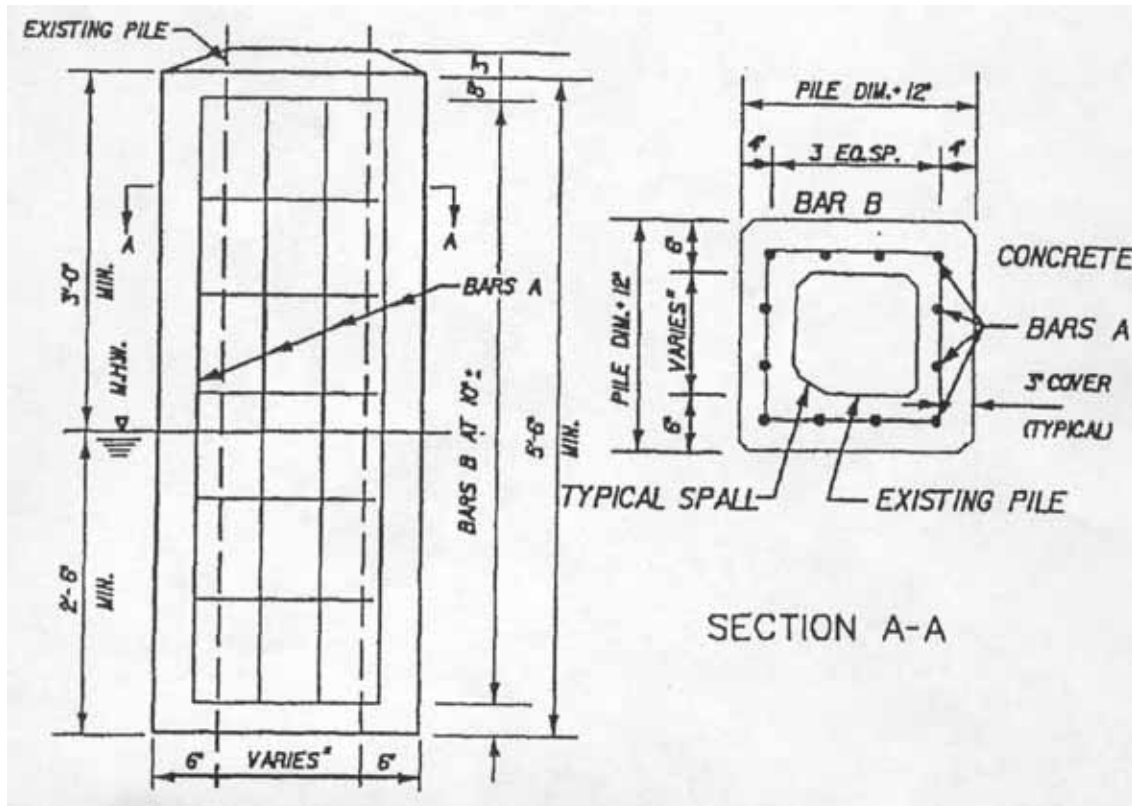 EXISTING PILE
3'-0"
MIN.
M.H.W.
2'-6"
MIN.
A
A
BARS A
BARS B AT 10"±
5'-6"
MIN.
6"
VARIES*
6"
PILE DIM.+12"
4"
3 EQ.SP.
4"
BAR B
PILE DIM.+12"
6"
VARIES*
6"
CONCRETE
BARS A
3" COVER
(TYPICAL)
TYPICAL SPALL
EXISTING PILE
SECTION A-A